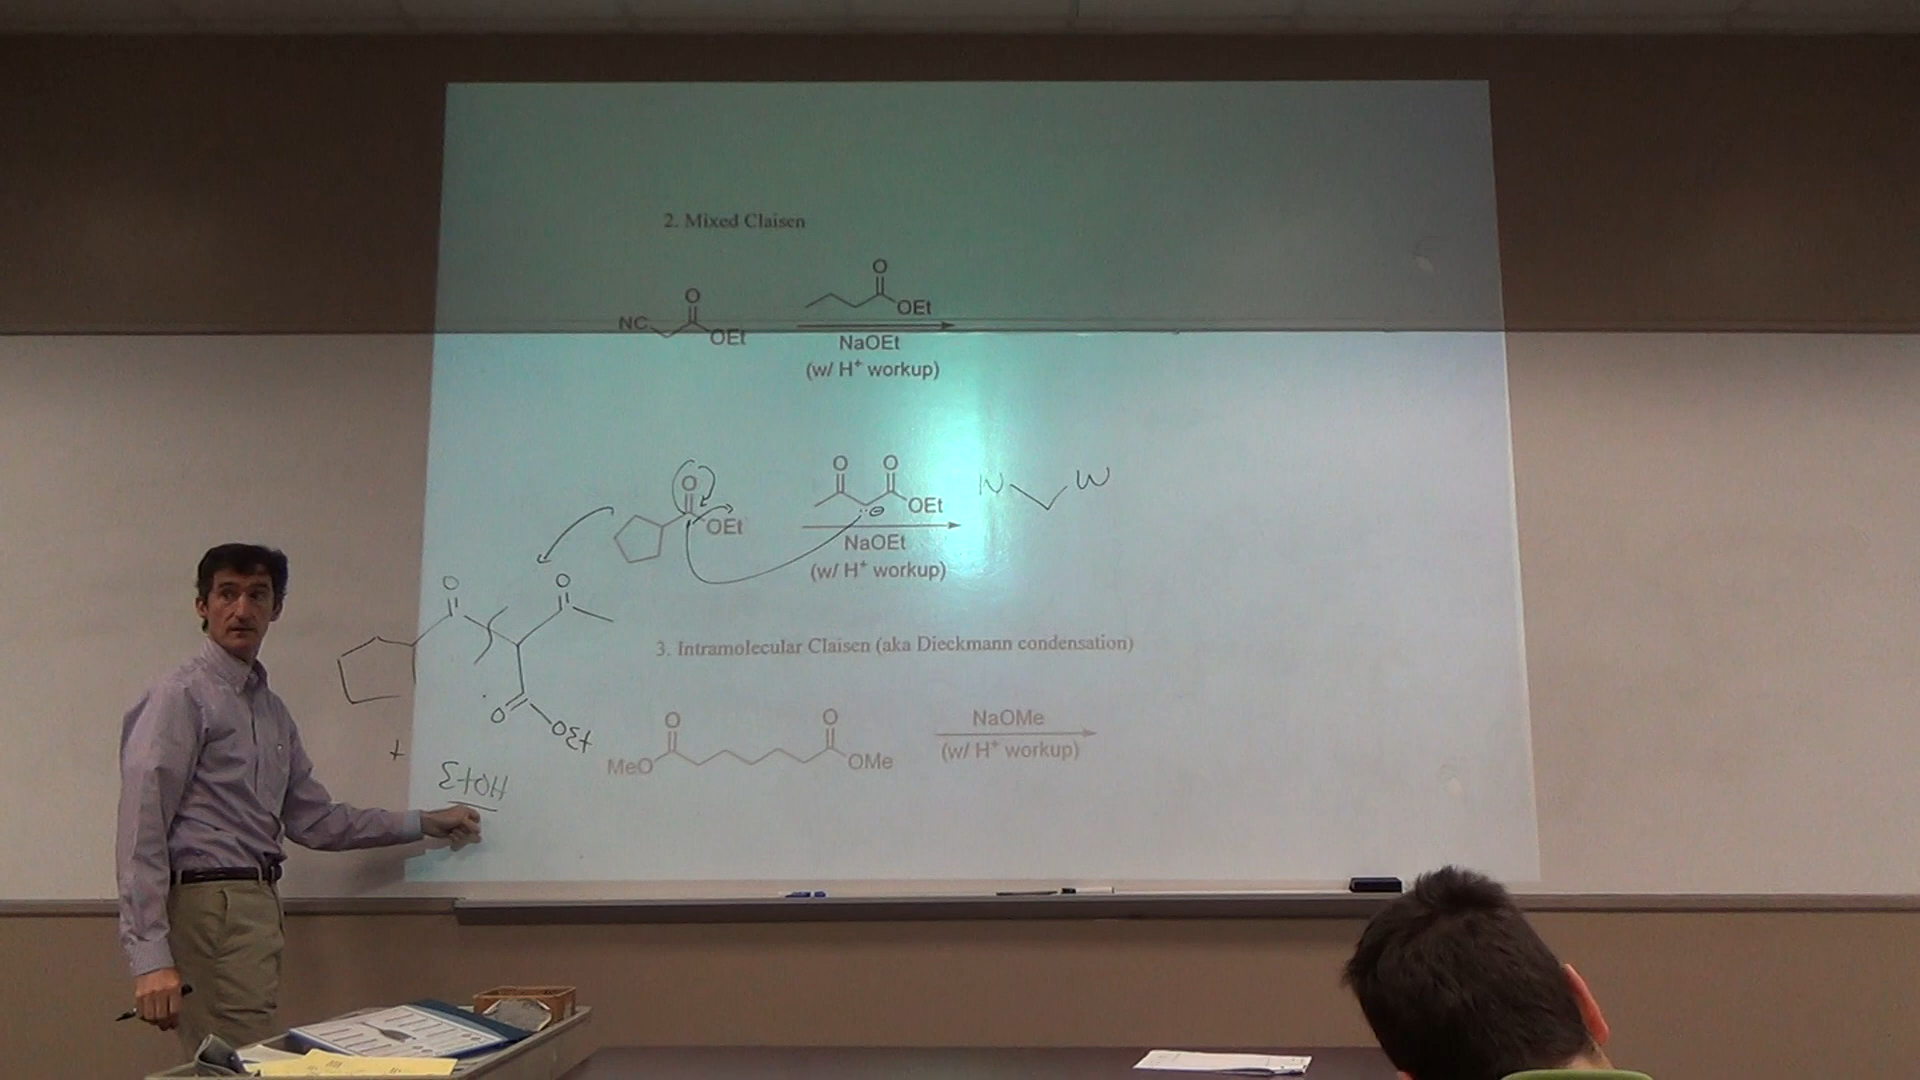 2. Mixed Claisen
O
O
OEt
NC
OEt
NaOEt
(w/ H⁺ workup)
O
O
O
W
OEt
OEt
⊖
NaOEt
(w/ H⁺ workup)
O
O
3. Intramolecular Claisen (aka Dieckmann condensation)
O
OEt
O
O
NaOMe
MeO
OMe
(w/ H⁺ workup)
+
HOEt